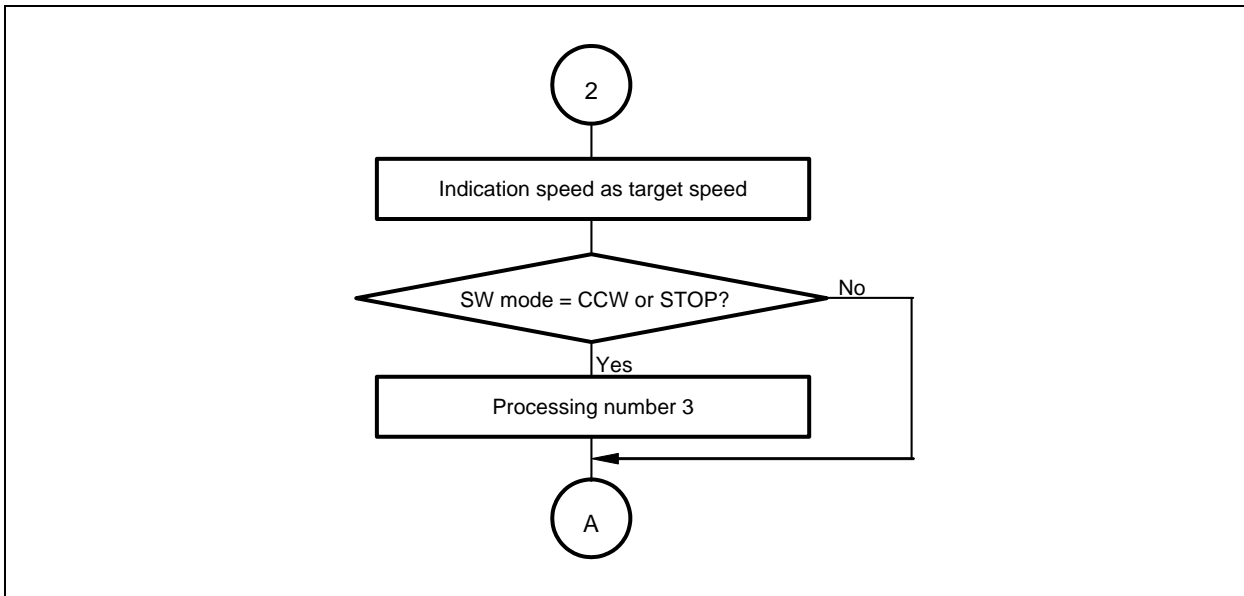 2
Indication speed as target speed
SW mode = CCW or STOP?
No
Yes
Processing number 3
A